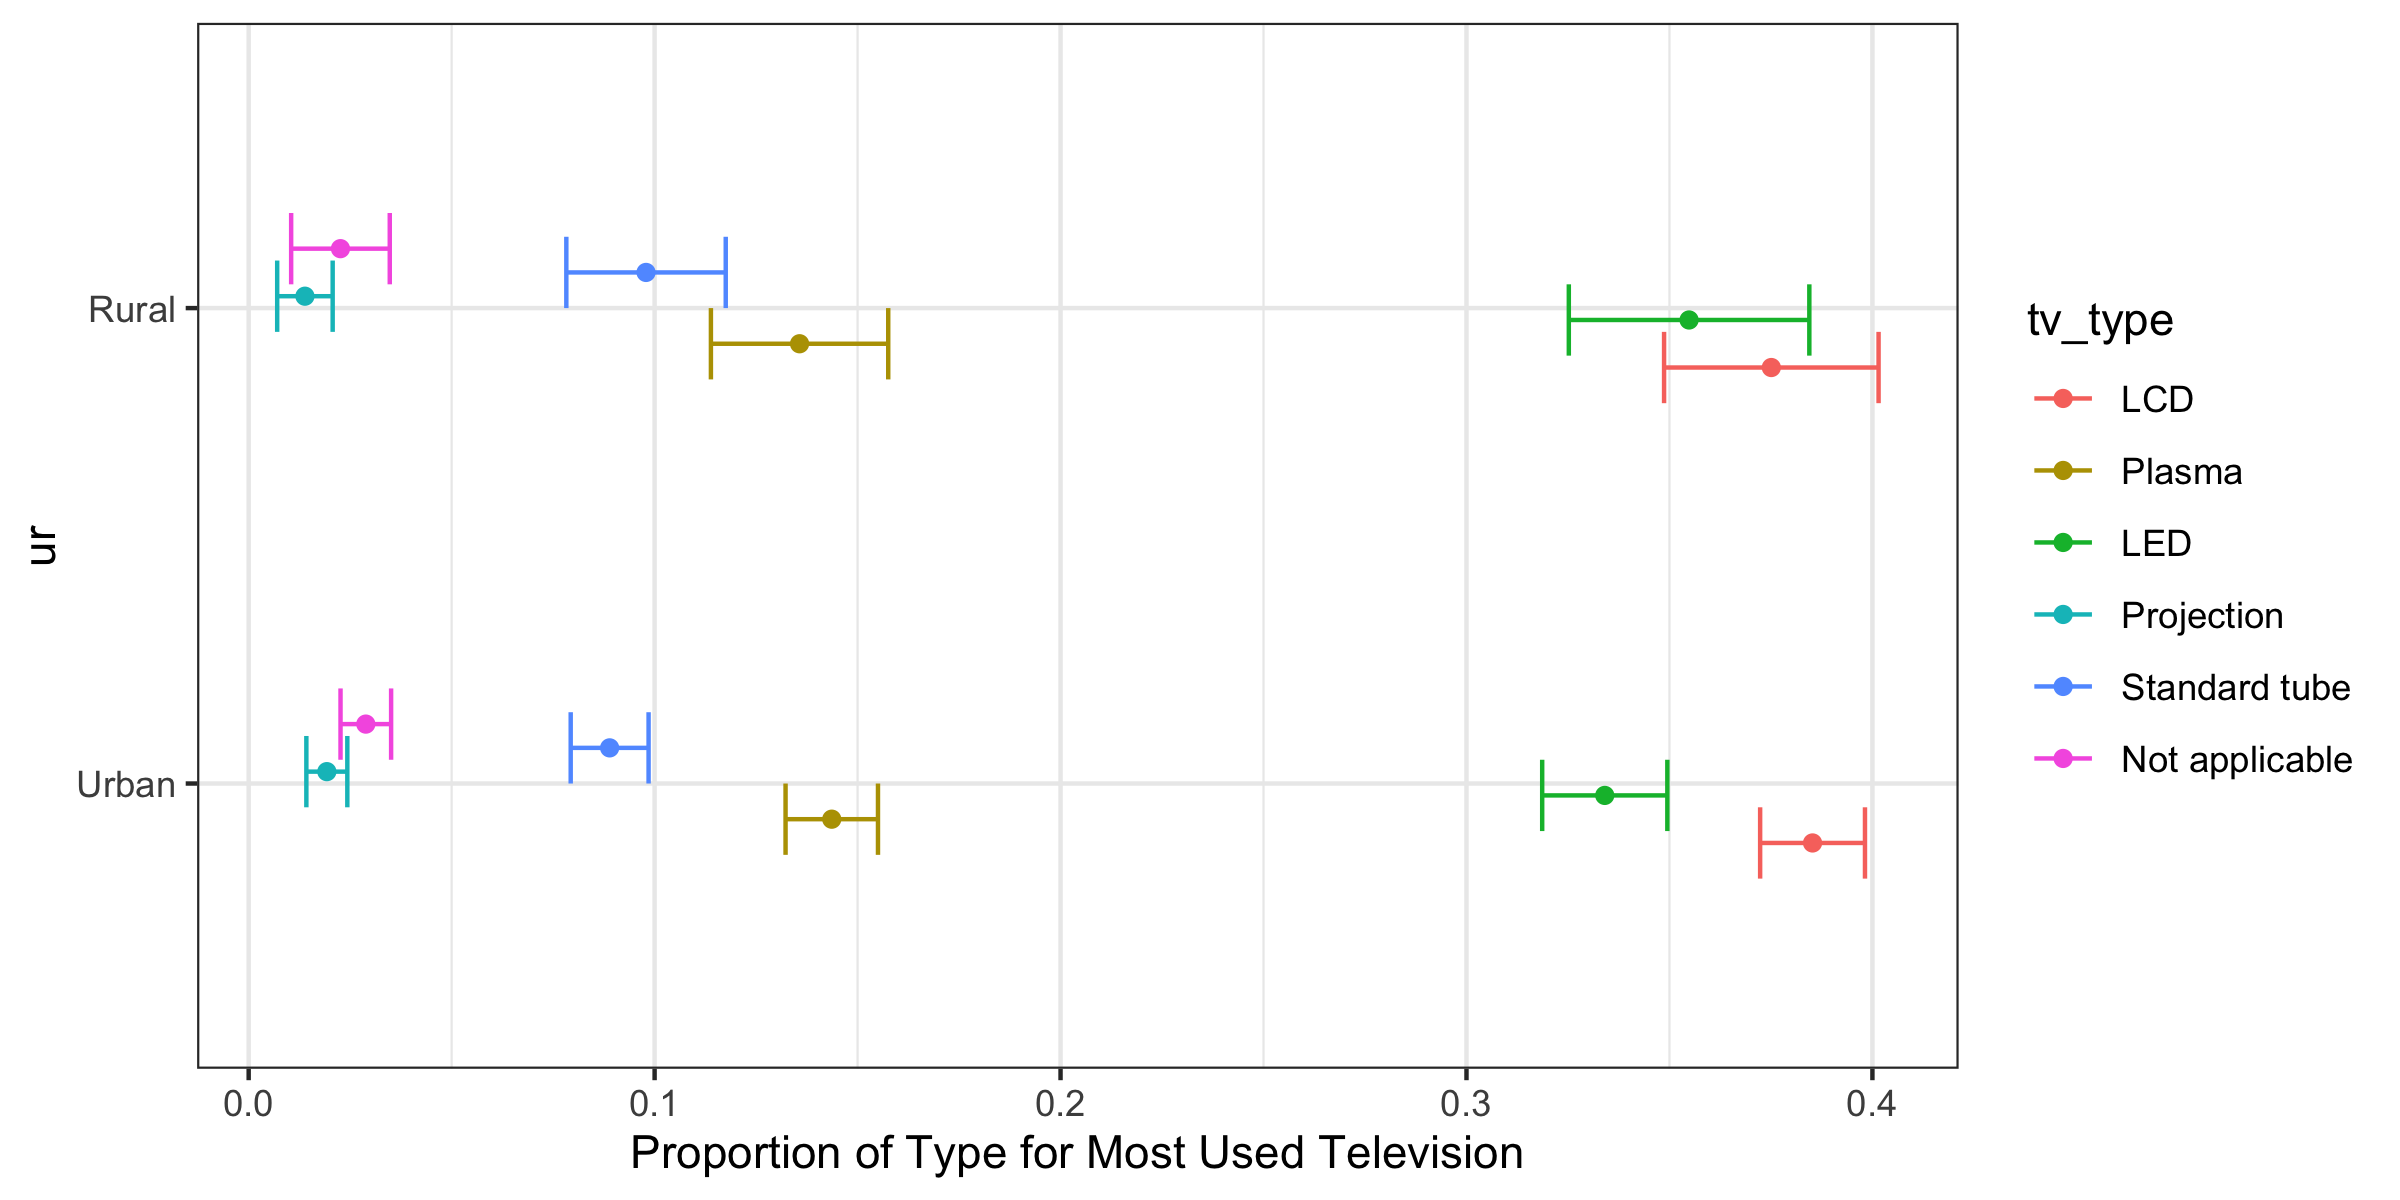 Rural
Urban
ur
0.0 0.1 0.2 0.3 0.4
Proportion of Type for Most Used Television
tv_type
LCD
Plasma
LED
Projection
Standard tube
Not applicable